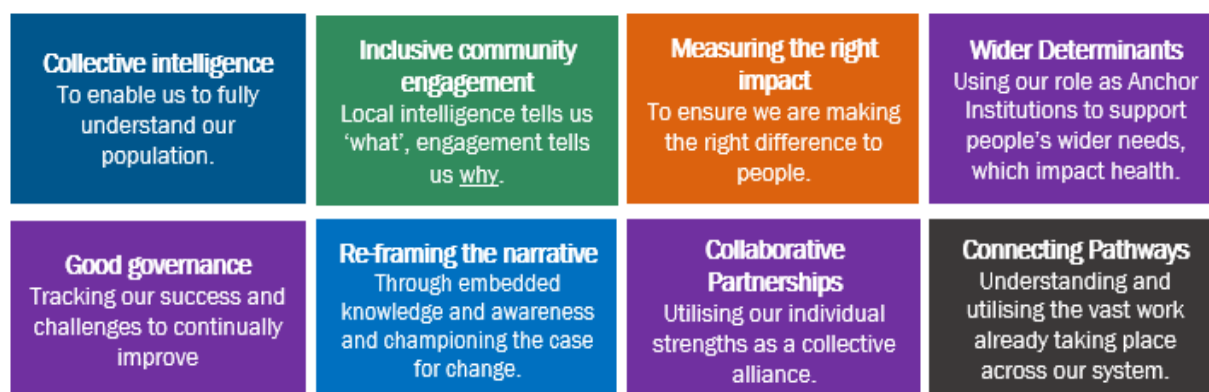 Collective intelligence
To enable us to fully
understand our
population.
Inclusive community
engagement
Local intelligence tells us
‘what’, engagement tells
us why.
Measuring the right
impact
To ensure we are making
the right difference to
people.
Wider Determinants
Using our role as Anchor
Institutions to support
people’s wider needs,
which impact health.
Good governance
Tracking our success and
challenges to continually
improve
Re-framing the narrative
Through embedded
knowledge and awareness
and championing the case
for change.
Collaborative
Partnerships
Utilising our individual
strengths as a collective
alliance.
Connecting Pathways
Understanding and
utilising the vast work
already taking place
across our system.